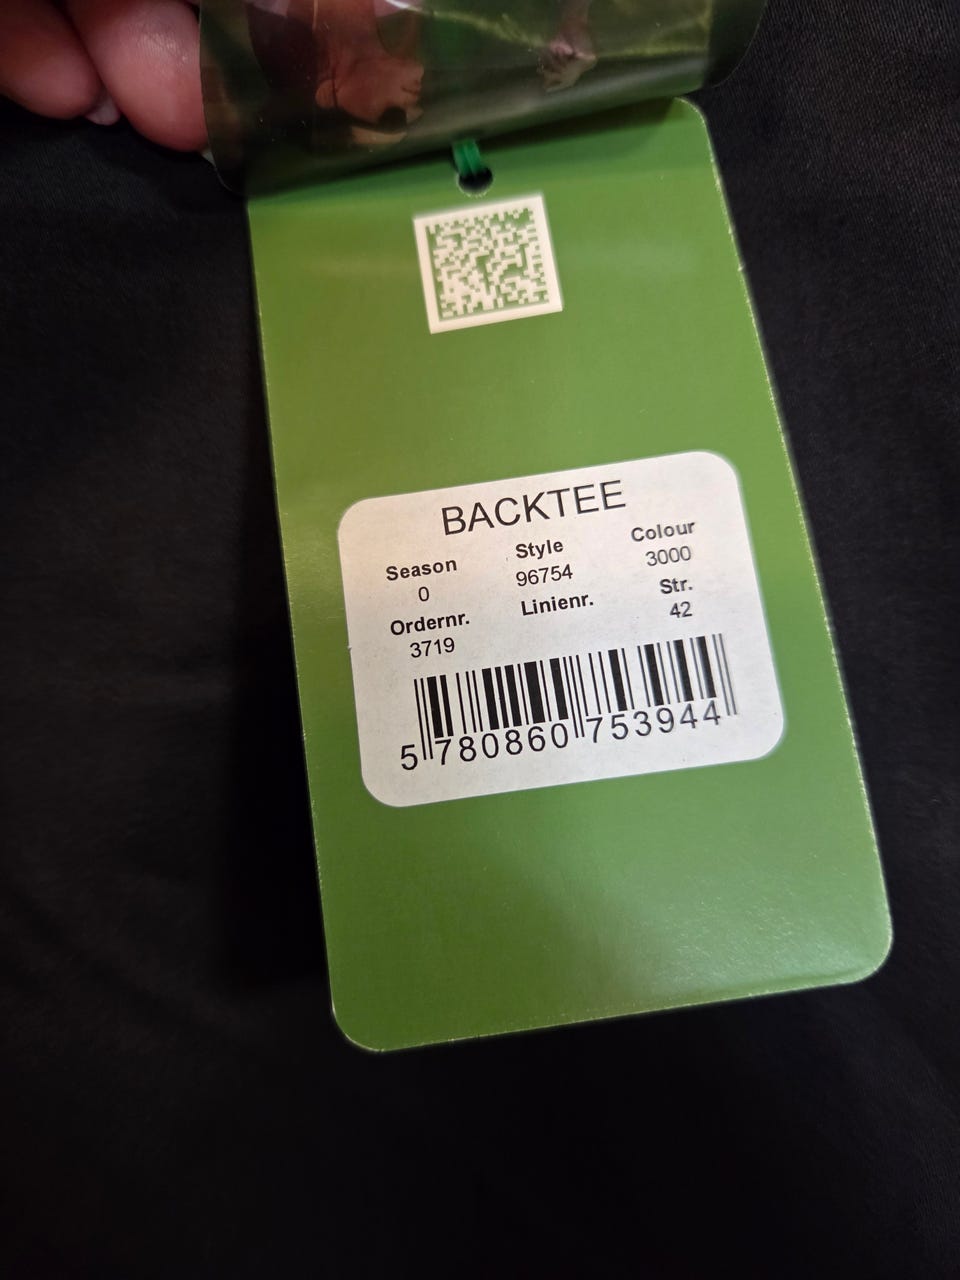 BACKTEE
Season Style Colour
0 96754 3000
Ordernr. Linienr. Str.
3719 42
5 780860 753944